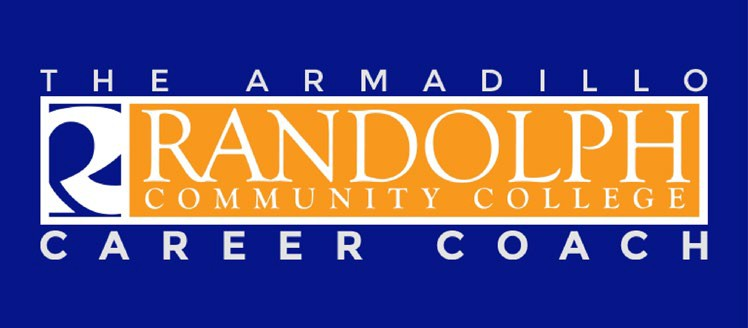 THE ARMADILLO
RANDOLPH
COMMUNITY COLLEGE
CAREER COACH